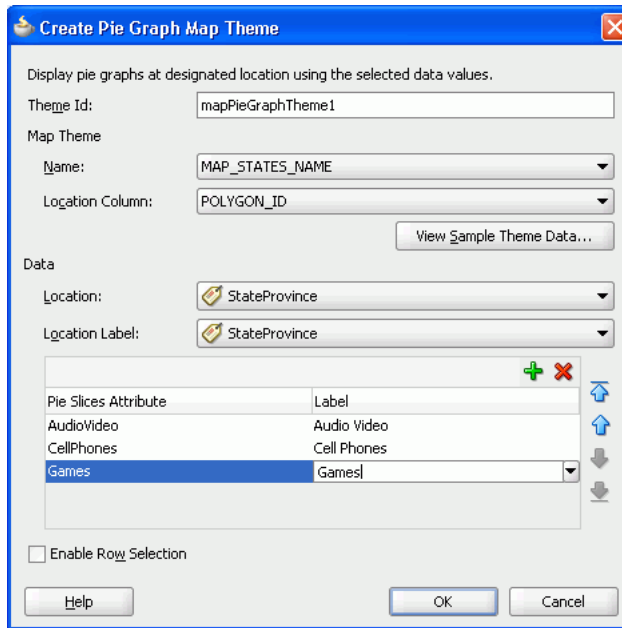 Create Pie Graph Map Theme
Display pie graphs at designated location using the selected data values.
Theme Id: mapPieGraphTheme1
Map Theme
Name: MAP_STATES_NAME
Location Column: POLYGON_ID
View Sample Theme Data...
Data
Location: StateProvince
Location Label: StateProvince
Pie Slices Attribute Label
AudioVideo Audio Video
CellPhones Cell Phones
Games Games
Enable Row Selection
Help OK Cancel